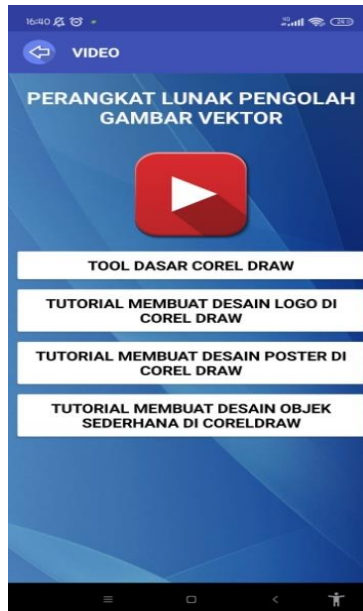 16:40
VIDEO
PERANGKAT LUNAK PENGOLAH
GAMBAR VEKTOR
TOOL DASAR COREL DRAW
TUTORIAL MEMBUAT DESAIN LOGO DI
COREL DRAW
TUTORIAL MEMBUAT DESAIN POSTER DI
COREL DRAW
TUTORIAL MEMBUAT DESAIN OBJEK
SEDERHANA DI CORELDRAW